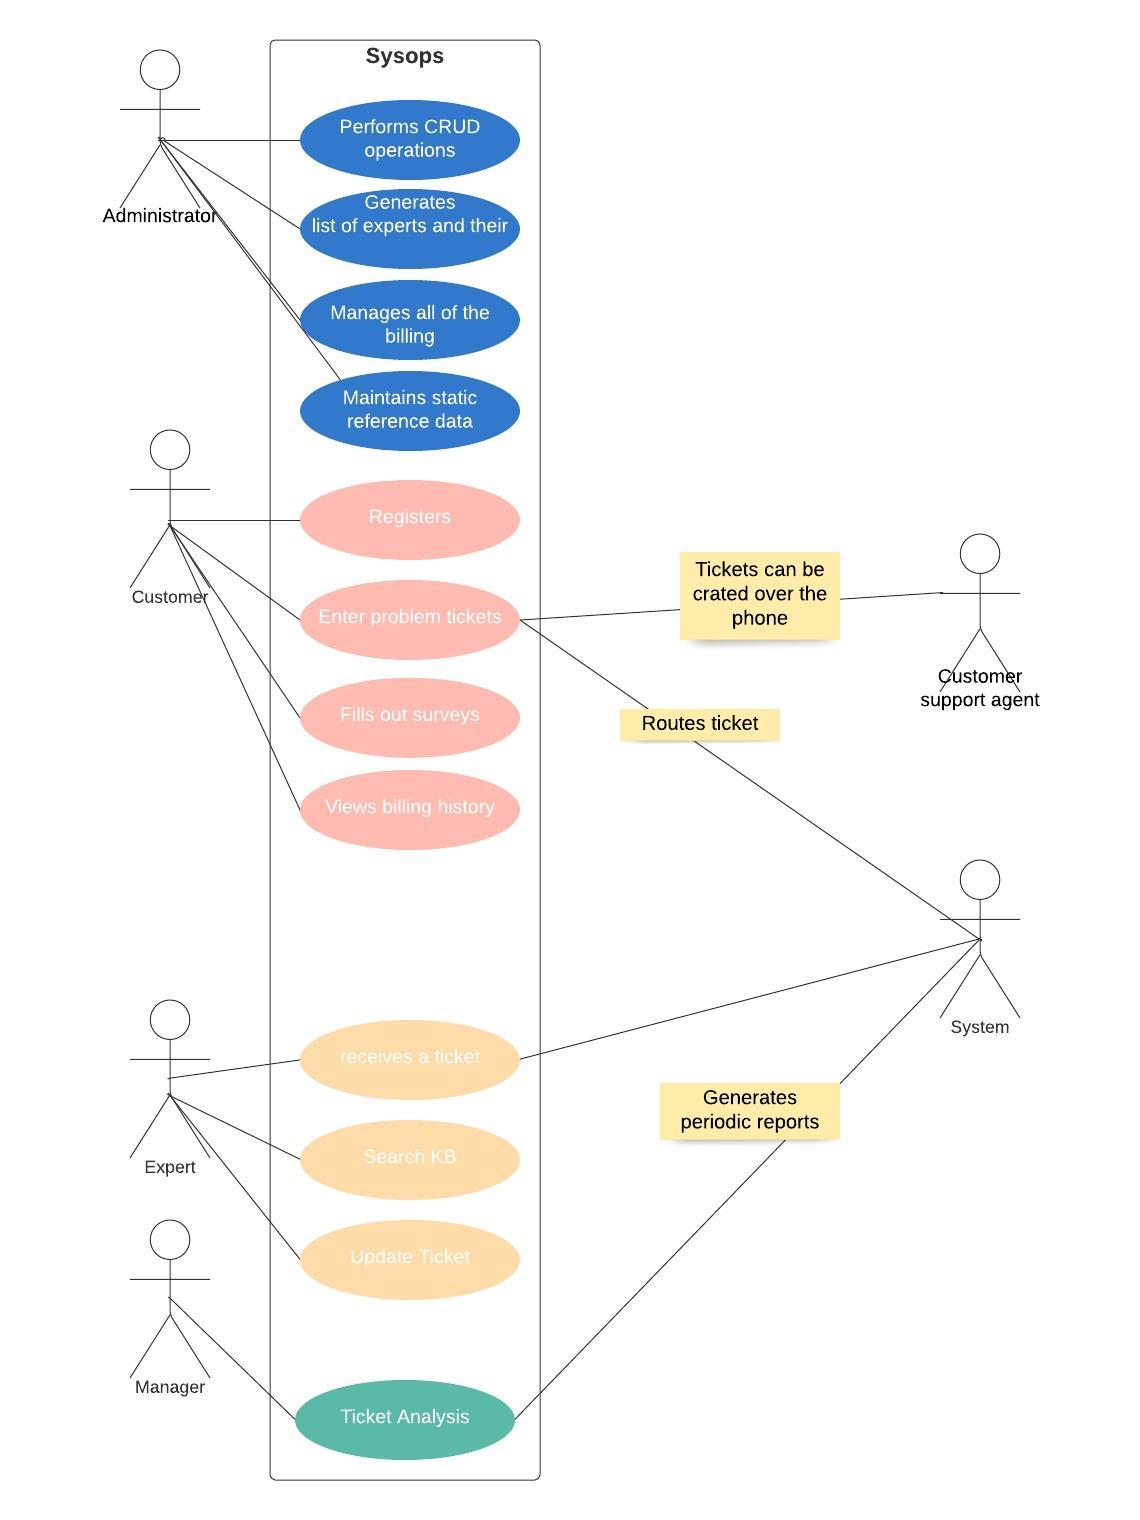 Sysops
Administrator
Performs CRUD
operations
Generates
list of experts and their
Manages all of the
billing
Maintains static
reference data
Customer
Registers
Enter problem tickets
Fills out surveys
Views billing history
Tickets can be
crated over the
phone
Customer
support agent
Routes ticket
System
Expert
receives a ticket
Search KB
Update Ticket
Generates
periodic reports
Manager
Ticket Analysis